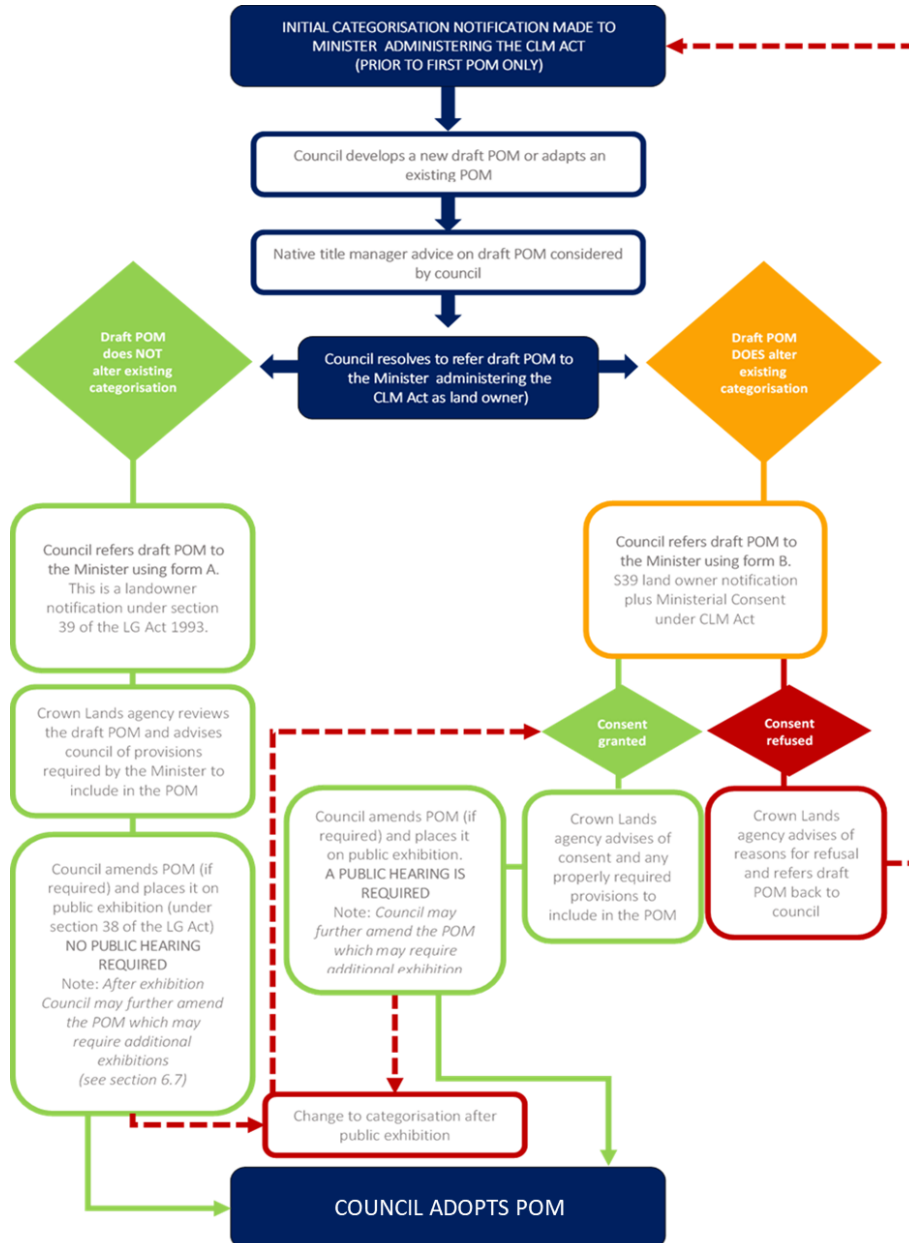 INITIAL CATEGORISATION NOTIFICATION MADE TO
MINISTER ADMINISTERING THE CLM ACT
(PRIOR TO FIRST POM ONLY)
Council develops a new draft POM or adapts an
existing POM
Native title manager advice on draft POM considered
by council
Draft POM
does NOT
alter existing
categorisation
Council resolves to refer draft POM to
the Minister administering the
CLM Act as land owner)
Draft POM
DOES alter
existing
categorisation
Council refers draft POM to
the Minister using form A.
This is a landowner
notification under section
39 of the LG Act 1993.
Council refers draft POM to
the Minister using form B.
S39 land owner notification
plus Ministerial Consent
under CLM Act
Crown Lands agency reviews
the draft POM and advises
council of provisions
required by the Minister to
include in the POM
Consent
granted
Consent
refused
Council amends POM (if
required) and places it on
public exhibition (under
section 38 of the LG Act)
NO PUBLIC HEARING
REQUIRED
Note: After exhibition
Council may further amend
the POM which may
require additional
exhibitions
(see section 6.7)
Council amends POM (if
required) and places it
on public exhibition.
A PUBLIC HEARING IS
REQUIRED
Note: Council may
further amend the POM
which may require
additional exhibition
Crown Lands
agency advises of
consent and any
properly required
provisions to
include in the POM
Crown Lands
agency advises of
reasons for refusal
and refers draft
POM back to
council
Change to categorisation after
public exhibition
COUNCIL ADOPTS POM